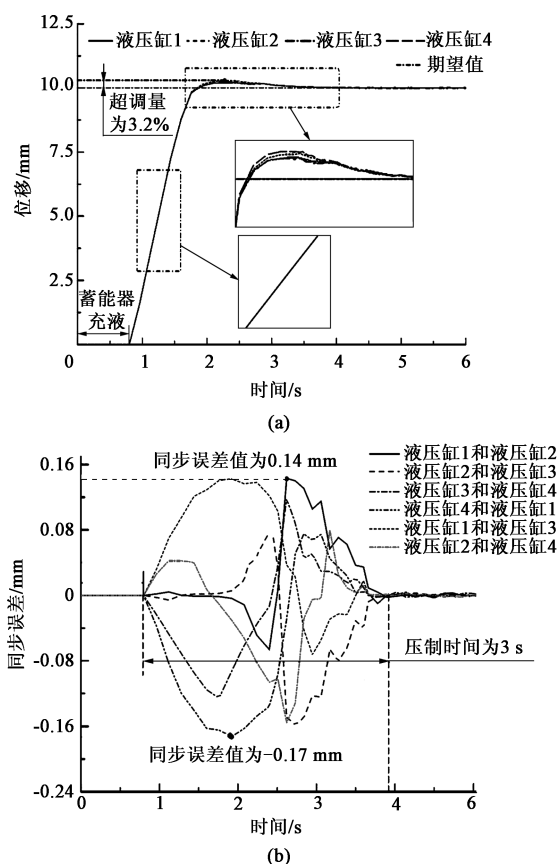 12.5
液压缸1 液压缸2 液压缸3 液压缸4
期望值
10.0
超调量
为3.2%
7.5
位移/mm
5.0
2.5
蓄能器
充液
0 1 2 3 4 5 6
时间/s
(a)
液压缸1和液压缸2
液压缸2和液压缸3
液压缸3和液压缸4
液压缸4和液压缸1
液压缸1和液压缸3
液压缸2和液压缸4
0.16
同步误差值为0.14 mm
0.08
0
同步误差/mm
压制时间为3 s
-0.08
-0.16
同步误差值为-0.17 mm
-0.24
0 1 2 3 4 5 6
时间/s
(b)